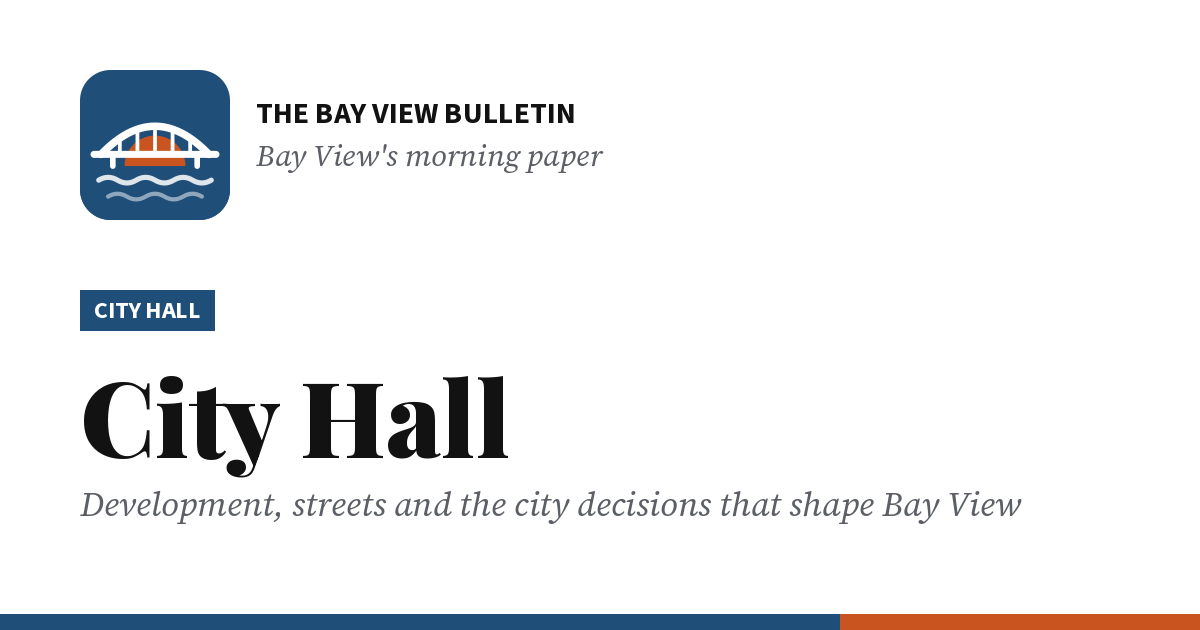 THE BAY VIEW BULLETIN
Bay View's morning paper
CITY HALL
City Hall
Development, streets and the city decisions that shape Bay View